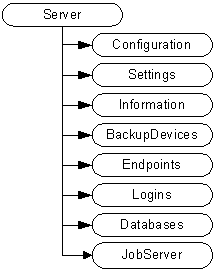 Server
Configuration
Settings
Information
BackupDevices
Endpoints
Logins
Databases
JobServer